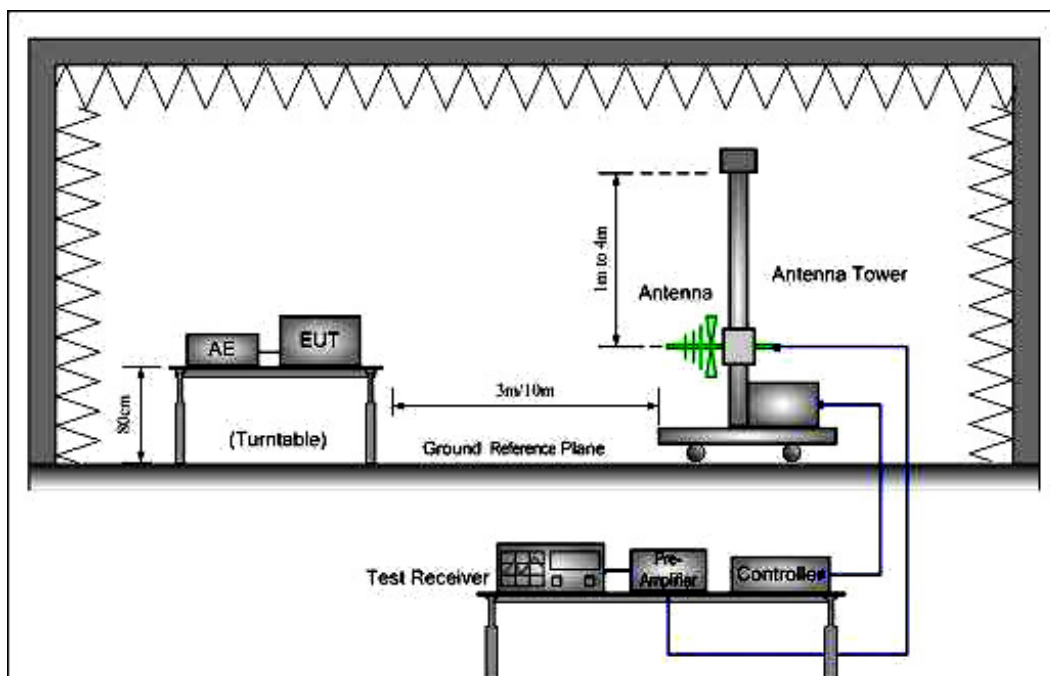 1m to 4m
Antenna
Antenna Tower
AE
EUT
80cm
3m/10m
(Turntable)
Ground Reference Plane
Test Receiver
Pre-
Amplifier
Controller